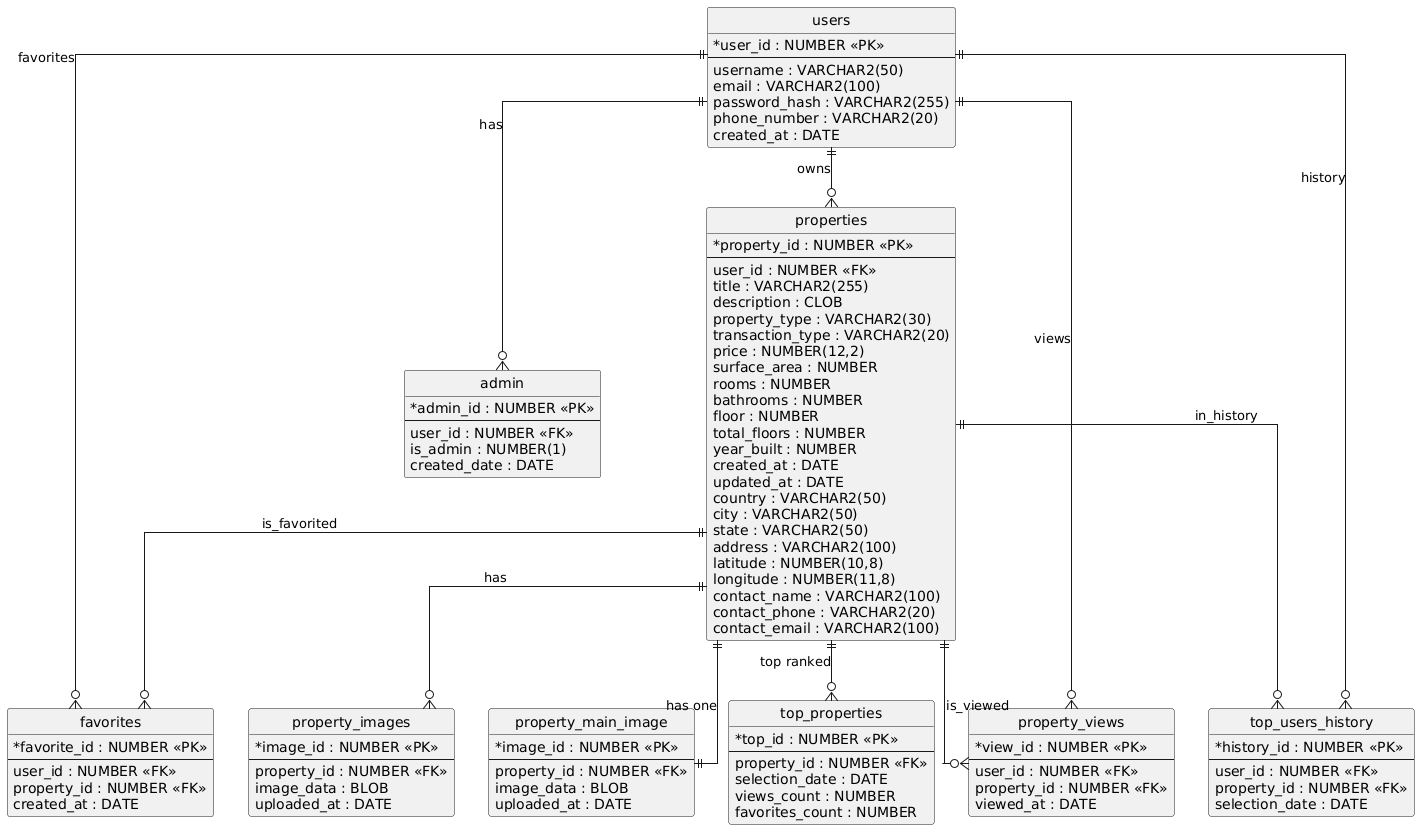 users
*user_id : NUMBER «PK»
username : VARCHAR2(50)
email : VARCHAR2(100)
password_hash : VARCHAR2(255)
phone_number : VARCHAR2(20)
created_at : DATE
favorites
has
owns
history
views
properties
*property_id : NUMBER «PK»
user_id : NUMBER «FK»
title : VARCHAR2(255)
description : CLOB
property_type : VARCHAR2(30)
transaction_type : VARCHAR2(20)
price : NUMBER(12,2)
surface_area : NUMBER
rooms : NUMBER
bathrooms : NUMBER
floor : NUMBER
total_floors : NUMBER
year_built : NUMBER
created_at : DATE
updated_at : DATE
country : VARCHAR2(50)
city : VARCHAR2(50)
state : VARCHAR2(50)
address : VARCHAR2(100)
latitude : NUMBER(10,8)
longitude : NUMBER(11,8)
contact_name : VARCHAR2(100)
contact_phone : VARCHAR2(20)
contact_email : VARCHAR2(100)
admin
*admin_id : NUMBER «PK»
user_id : NUMBER «FK»
is_admin : NUMBER(1)
created_date : DATE
in_history
is_favorited
has
top ranked
has one
is_viewed
favorites
*favorite_id : NUMBER «PK»
user_id : NUMBER «FK»
property_id : NUMBER «FK»
created_at : DATE
property_images
*image_id : NUMBER «PK»
property_id : NUMBER «FK»
image_data : BLOB
uploaded_at : DATE
property_main_image
*image_id : NUMBER «PK»
property_id : NUMBER «FK»
image_data : BLOB
uploaded_at : DATE
top_properties
*top_id : NUMBER «PK»
property_id : NUMBER «FK»
selection_date : DATE
views_count : NUMBER
favorites_count : NUMBER
property_views
*view_id : NUMBER «PK»
user_id : NUMBER «FK»
property_id : NUMBER «FK»
viewed_at : DATE
top_users_history
*history_id : NUMBER «PK»
user_id : NUMBER «FK»
property_id : NUMBER «FK»
selection_date : DATE